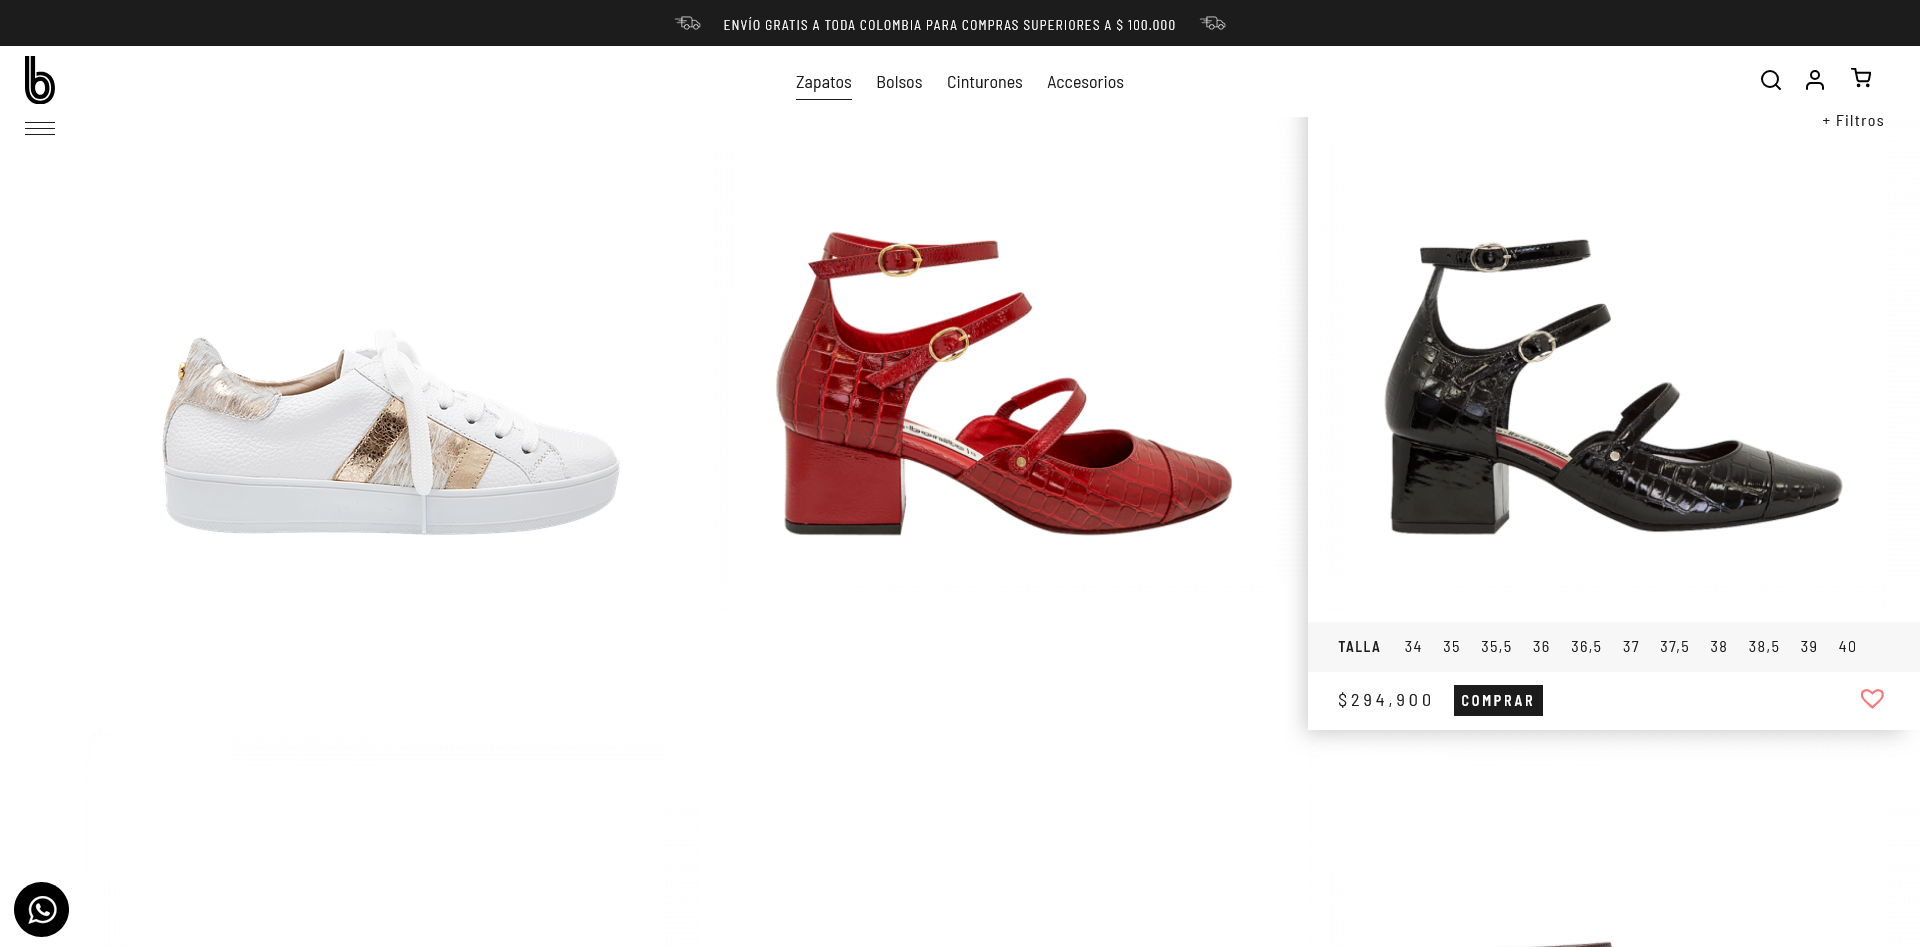 ENVÍO GRATIS A TODA COLOMBIA PARA COMPRAS SUPERIORES A $ 100.000
b
Zapatos Bolsos Cinturones Accesorios
+ Filtros
TALLA 34 35 35,5 36 36,5 37 37,5 38 38,5 39 40
$294,900 COMPRAR